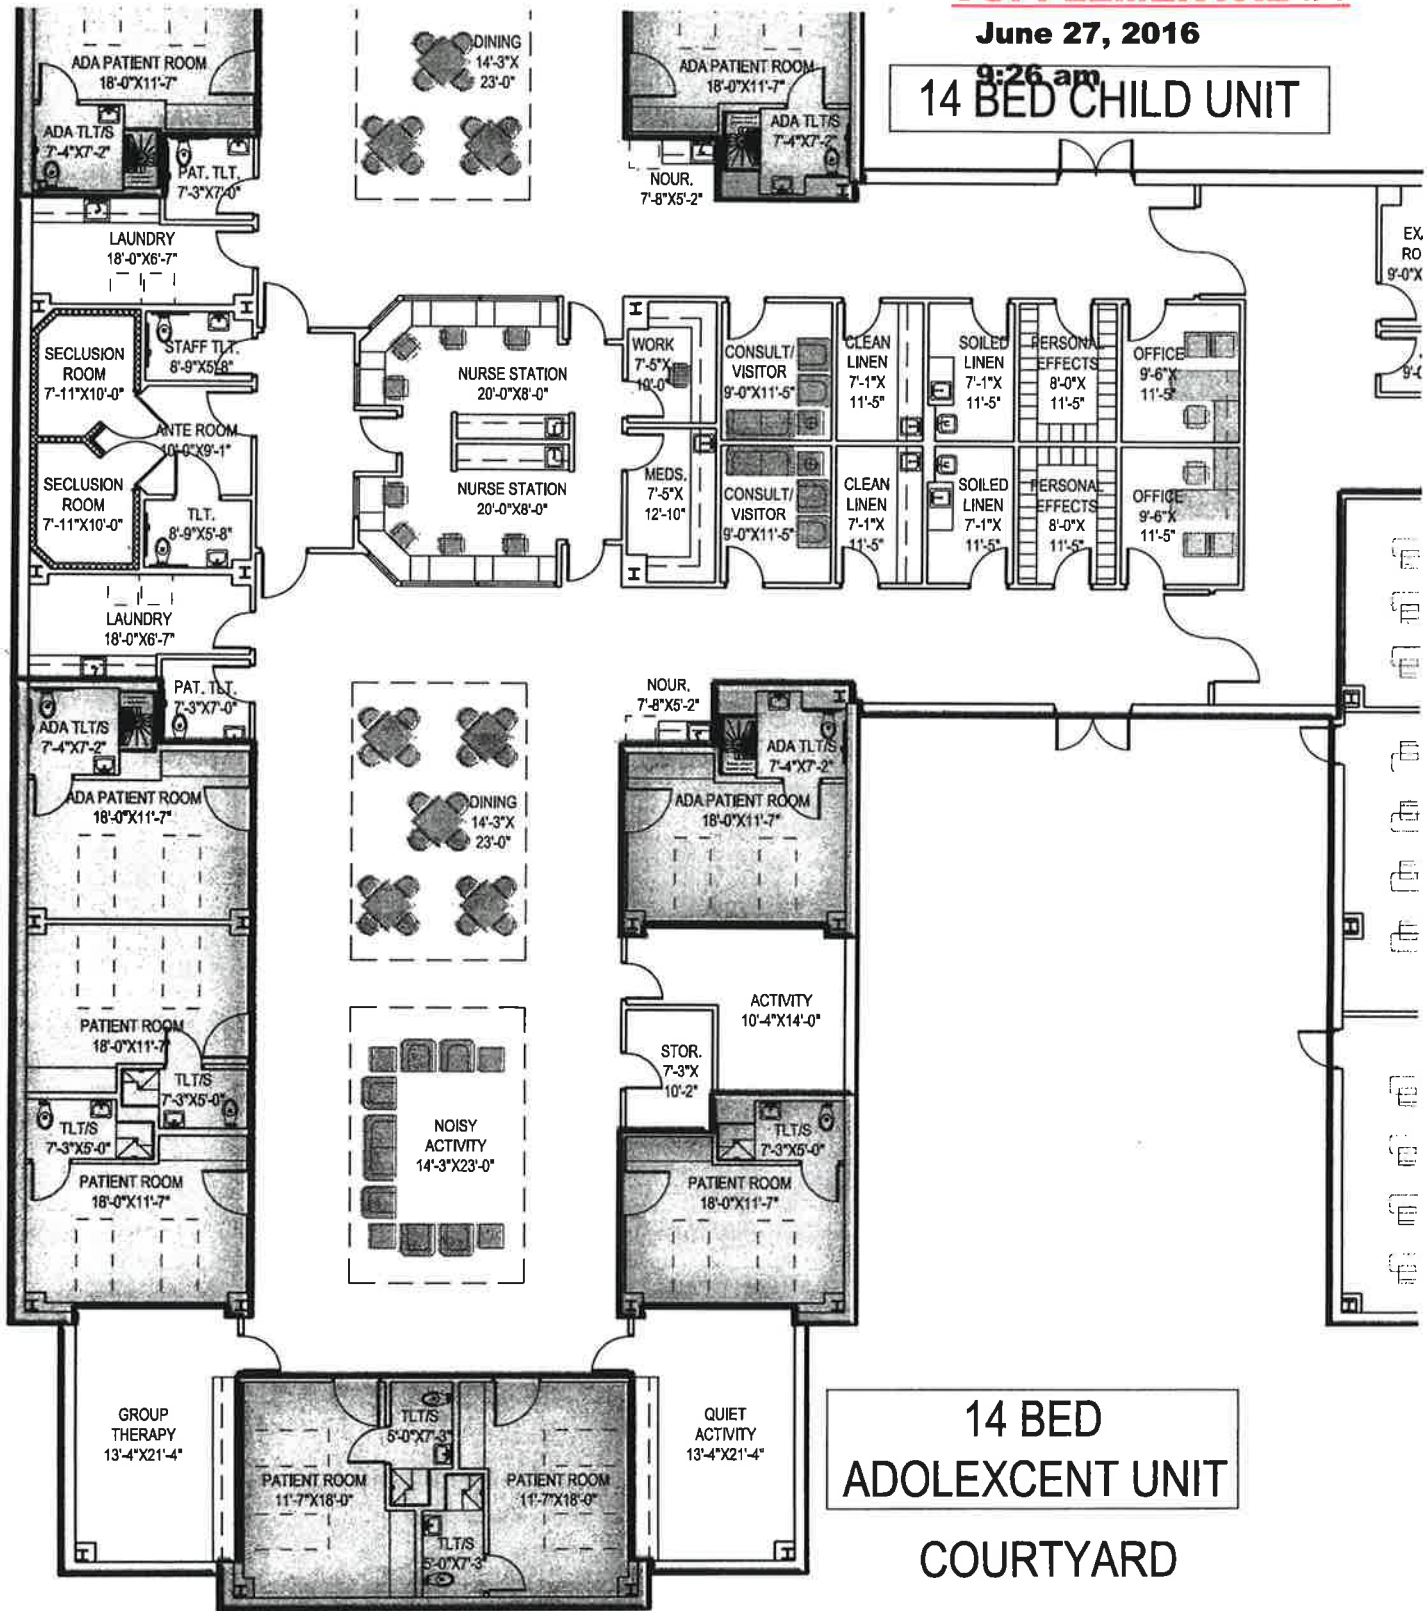 June 27, 2016
9:26 am
14 BED CHILD UNIT
ADA PATIENT ROOM
18'-0"X11'-7"
DINING
14'-3"X
23'-0"
ADA PATIENT ROOM
18'-0"X11'-7"
ADA TLT/S
7'-4"X7'-2"
PAT. TLT.
7'-3"X7'-0"
ADA TLT/S
7'-4"X7'-2"
NOUR.
7'-8"X5'-2"
LAUNDRY
18'-0"X6'-7"
SECLUSION
ROOM
7'-11"X10'-0"
STAFF TLT.
8'-9"X5'-8"
ANTE ROOM
10'-0"X9'-1"
SECLUSION
ROOM
7'-11"X10'-0"
TLT.
8'-9"X5'-8"
NURSE STATION
20'-0"X8'-0"
NURSE STATION
20'-0"X8'-0"
WORK
7'-5"X
10'-0"
MEDS.
7'-5"X
12'-10"
CONSULT/
VISITOR
9'-0"X11'-5"
CONSULT/
VISITOR
9'-0"X11'-5"
CLEAN
LINEN
7'-1"X
11'-5"
CLEAN
LINEN
7'-1"X
11'-5"
SOILED
LINEN
7'-1"X
11'-5"
SOILED
LINEN
7'-1"X
11'-5"
PERSONAL
EFFECTS
8'-0"X
11'-5"
PERSONAL
EFFECTS
8'-0"X
11'-5"
OFFICE
9'-6"X
11'-5"
OFFICE
9'-6"X
11'-5"
LAUNDRY
18'-0"X6'-7"
PAT. TLT.
7'-3"X7'-0"
ADA TLT/S
7'-4"X7'-2"
ADA PATIENT ROOM
18'-0"X11'-7"
NOUR.
7'-8"X5'-2"
ADA TLT/S
7'-4"X7'-2"
DINING
14'-3"X
23'-0"
ADA PATIENT ROOM
18'-0"X11'-7"
PATIENT ROOM
18'-0"X11'-7"
TLT/S
7'-3"X5'-0"
TLT/S
7'-3"X5'-0"
PATIENT ROOM
18'-0"X11'-7"
NOISY
ACTIVITY
14'-3"X23'-0"
ACTIVITY
10'-4"X14'-0"
STOR.
7'-3"X
10'-2"
TLT/S
7'-3"X5'-0"
PATIENT ROOM
18'-0"X11'-7"
GROUP
THERAPY
13'-4"X21'-4"
TLT/S
5'-0"X7'-3"
PATIENT ROOM
11'-7"X18'-0"
PATIENT ROOM
11'-7"X18'-0"
TLT/S
5'-0"X7'-3"
QUIET
ACTIVITY
13'-4"X21'-4"
14 BED
ADOLEXCENT UNIT
COURTYARD